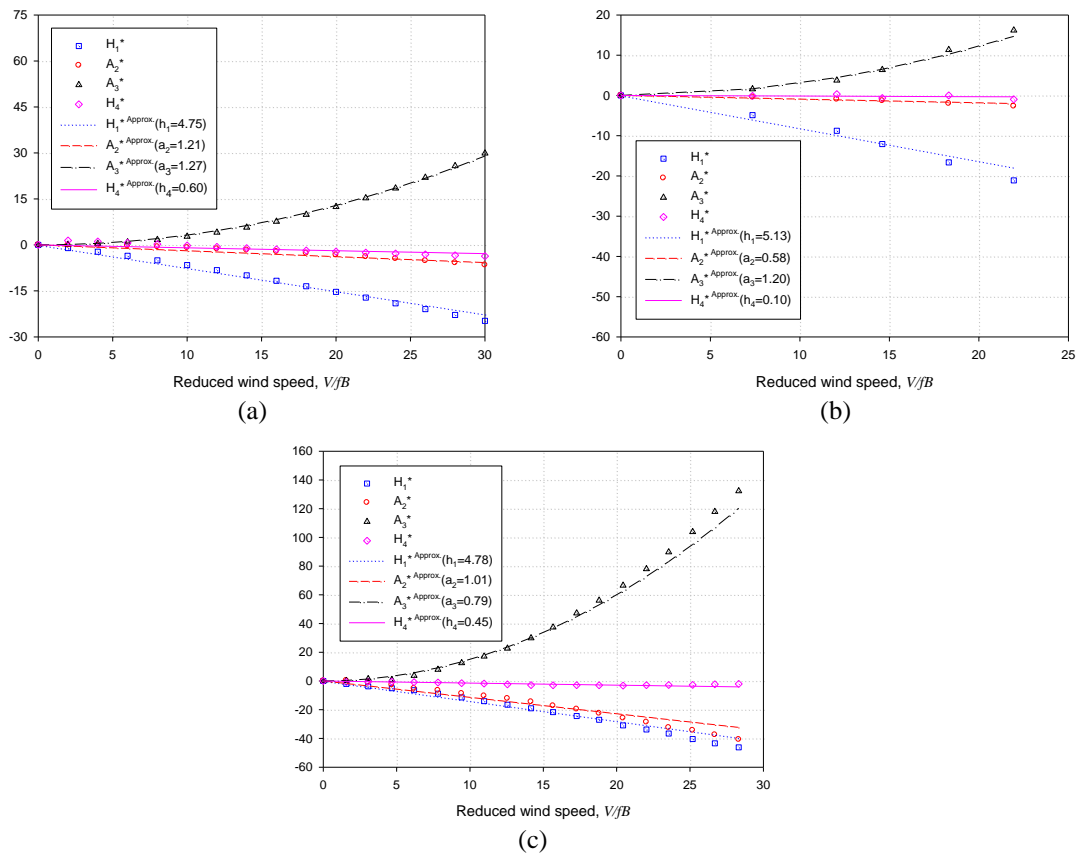 75
60
45
30
15
0
-15
-30
H1*
A2*
A3*
H4*
H1* Approx.(h1=4.75)
A2* Approx.(a2=1.21)
A3* Approx.(a3=1.27)
H4* Approx.(h4=0.60)
0 5 10 15 20 25 30
Reduced wind speed, V/fB
(a)
20
10
0
-10
-20
-30
-40
-50
-60
H1*
A2*
A3*
H4*
H1* Approx.(h1=5.13)
A2* Approx.(a2=0.58)
A3* Approx.(a3=1.20)
H4* Approx.(h4=0.10)
0 5 10 15 20 25
Reduced wind speed, V/fB
(b)
160
140
120
100
80
60
40
20
0
-20
-40
-60
H1*
A2*
A3*
H4*
H1* Approx.(h1=4.78)
A2* Approx.(a2=1.01)
A3* Approx.(a3=0.79)
H4* Approx.(h4=0.45)
0 5 10 15 20 25 30
Reduced wind speed, V/fB
(c)